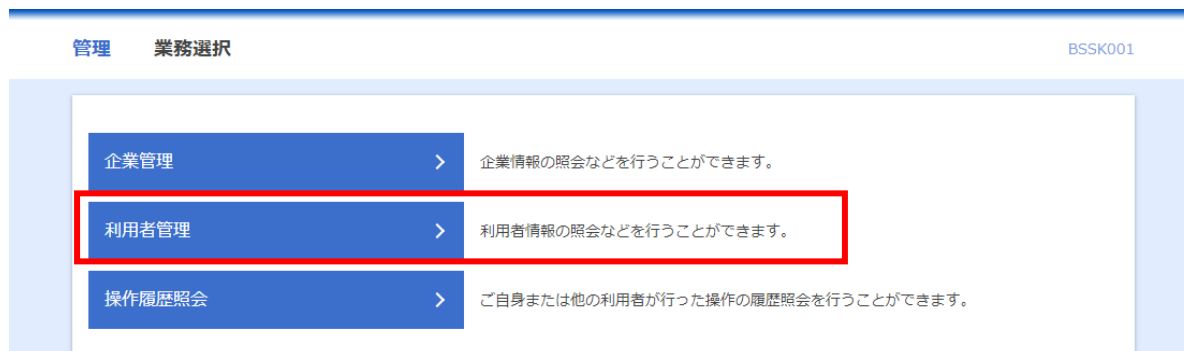 管理 業務選択 BSSK001
企業管理 企業情報の照会などを行うことができます。
利用者管理 利用者情報の照会などを行うことができます。
操作履歴照会 ご自身または他の利用者が行った操作の履歴照会を行うことができます。